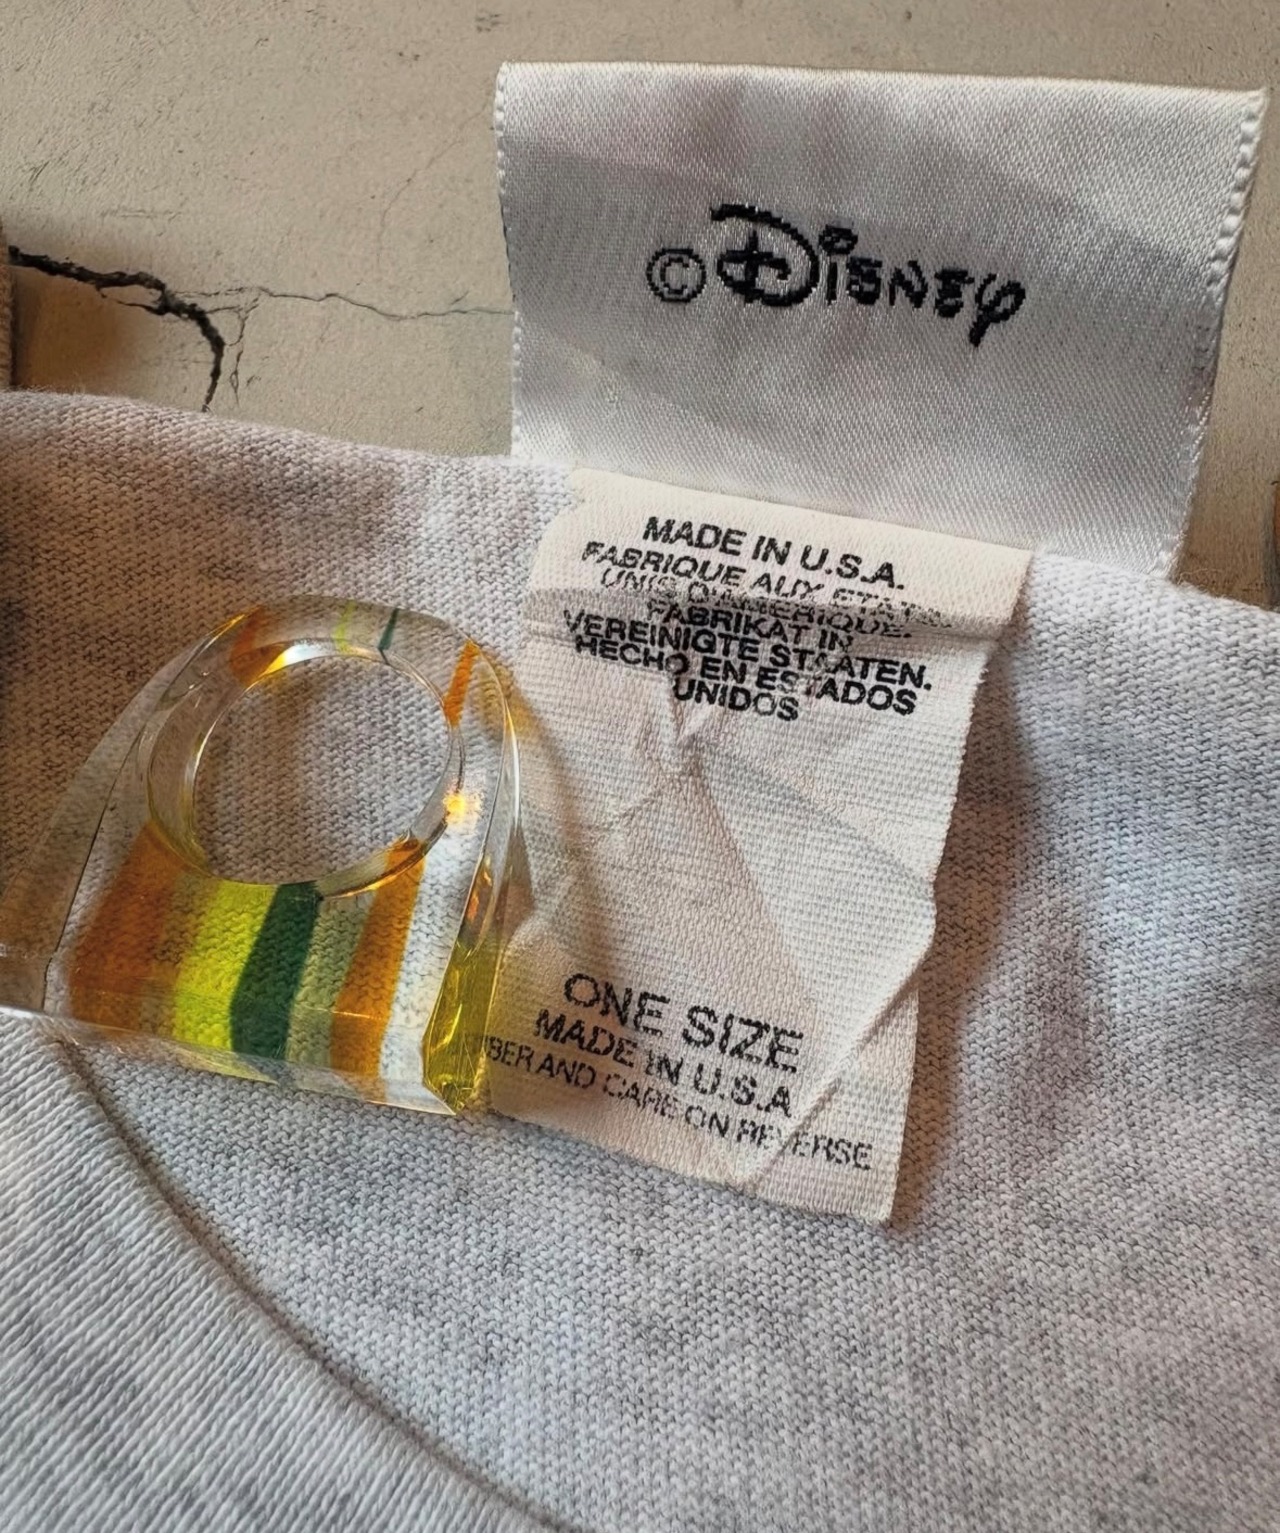 © Disney
MADE IN U.S.A.
FABRIQUE AUX ETATS
UNIS D'AMERIQUE.
FABRIKAT IN
VEREINIGTE STAATEN.
HECHO EN ESTADOS
UNIDOS
ONE SIZE
MADE IN U.S.A
BER AND CARE ON REVERSE